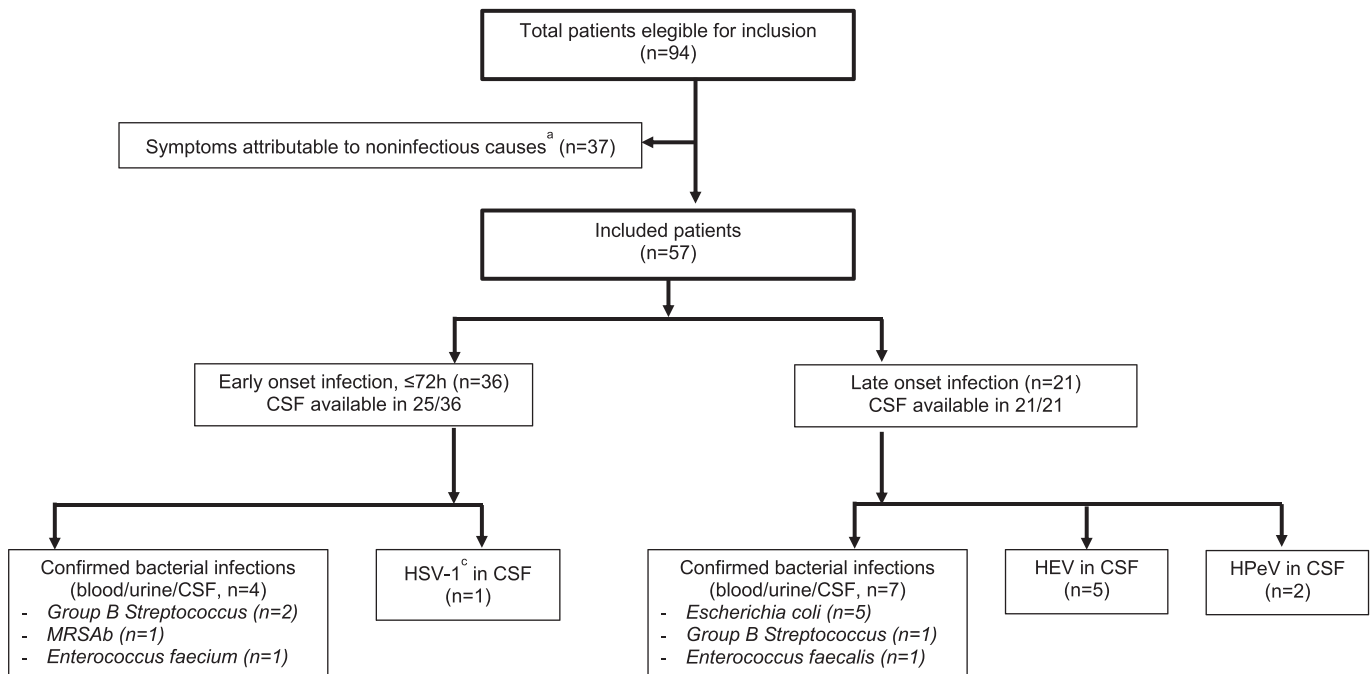 Total patients elegible for inclusion
(n=94)
Symptoms attributable to noninfectious causesᵃ (n=37)
Included patients
(n=57)
Early onset infection, ≤72h (n=36)
CSF available in 25/36
Late onset infection (n=21)
CSF available in 21/21
Confirmed bacterial infections
(blood/urine/CSF, n=4)
- Group B Streptococcus (n=2)
- MRSAb (n=1)
- Enterococcus faecium (n=1)
HSV-1ᶜ in CSF
(n=1)
Confirmed bacterial infections
(blood/urine/CSF, n=7)
- Escherichia coli (n=5)
- Group B Streptococcus (n=1)
- Enterococcus faecalis (n=1)
HEV in CSF
(n=5)
HPeV in CSF
(n=2)